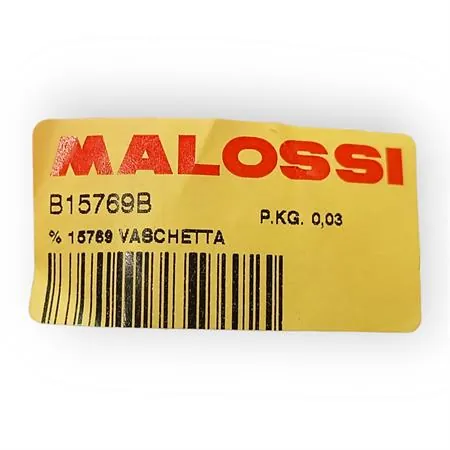 MALOSSI
B15769B P.KG. 0,03
% 15769 VASCHETTA